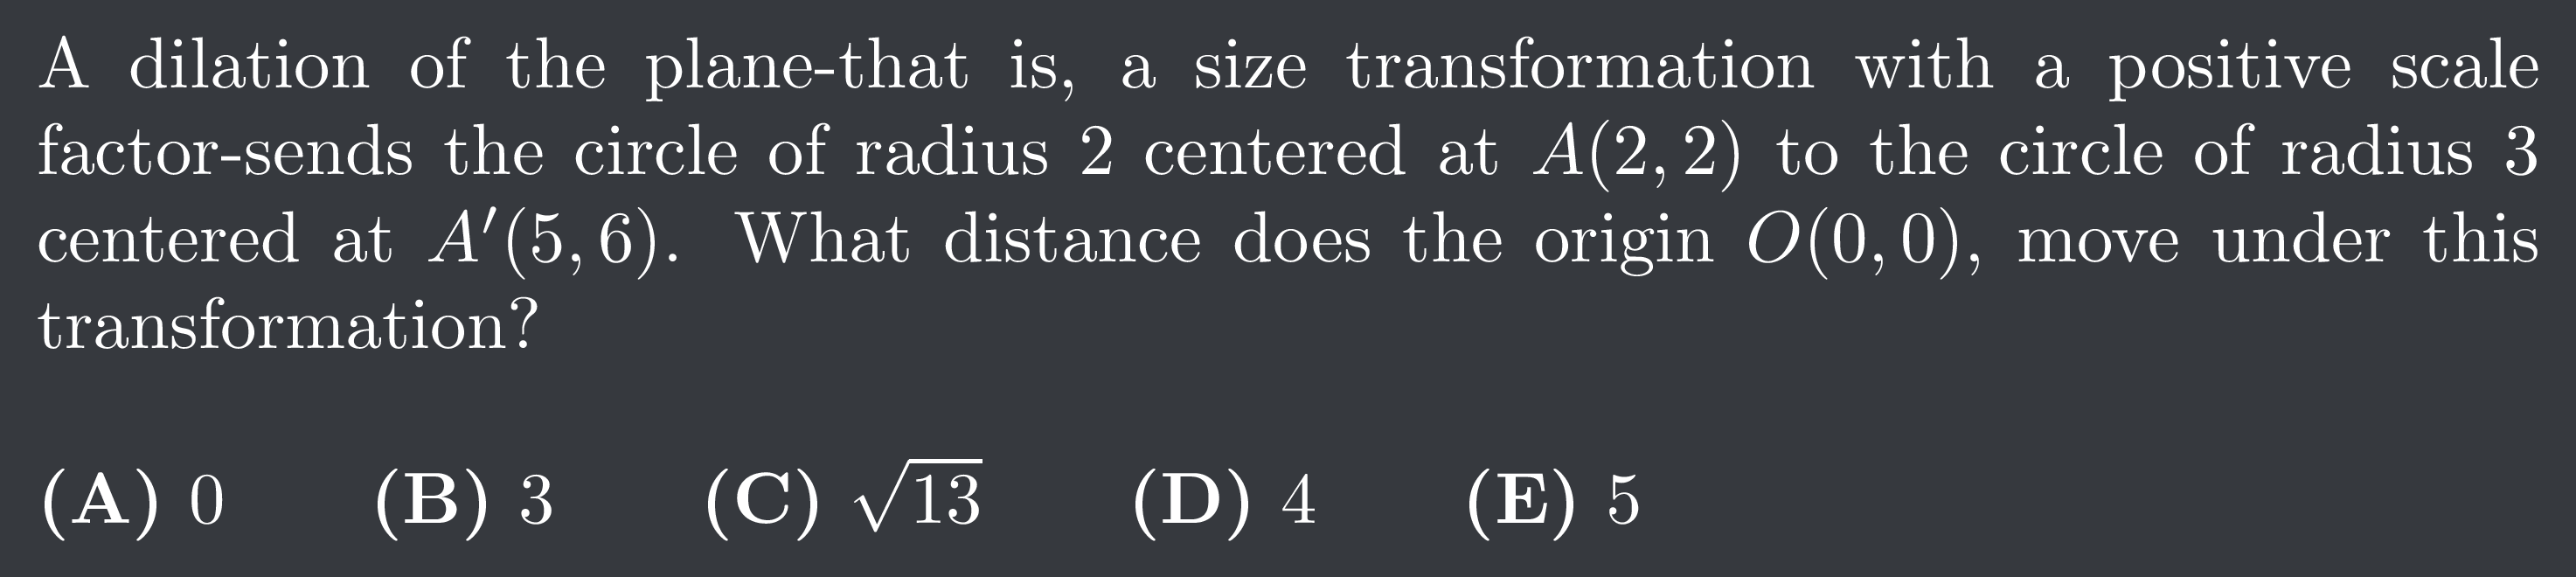 A dilation of the plane-that is, a size transformation with a positive scale
factor-sends the circle of radius 2 centered at A(2, 2) to the circle of radius 3
centered at A′(5, 6). What distance does the origin O(0, 0), move under this
transformation?
(A) 0 (B) 3 (C) √13 (D) 4 (E) 5